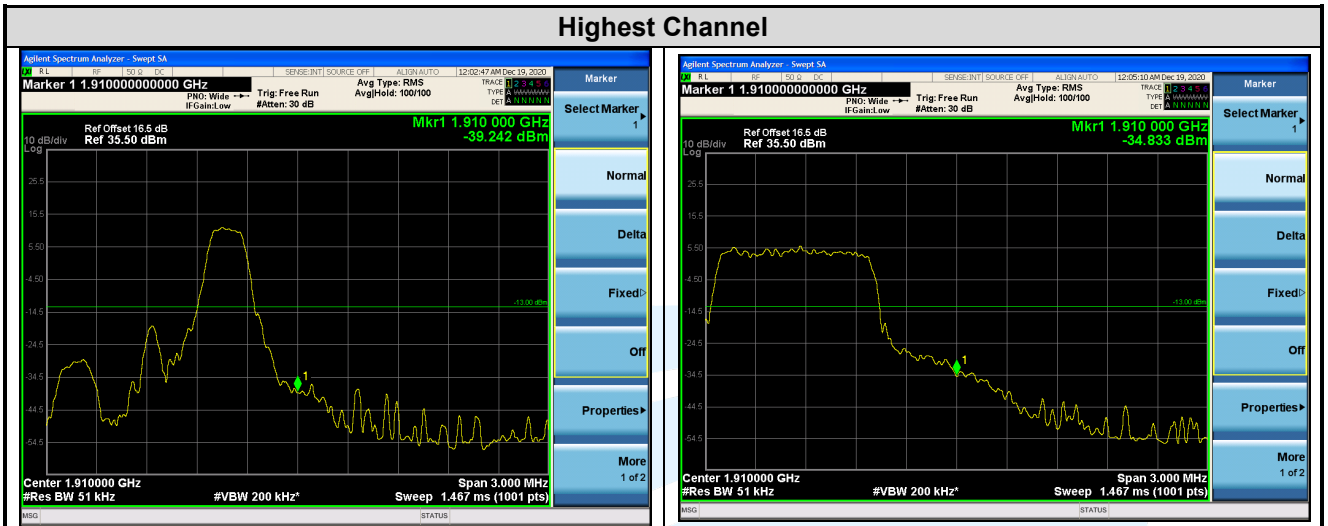 Highest Channel
Agilent Spectrum Analyzer - Swept SA
RL RF 50 Ω DC SENSE:INT SOURCE OFF ALIGN AUTO 12:02:47 AM Dec 19, 2020
Marker 1 1.910000000000 GHz
PNO: Wide
IFGain:Low
Trig: Free Run
#Atten: 30 dB
Avg Type: RMS
Avg|Hold: 100/100
TRACE 1 2 3 4 5 6
TYPE A WWWWW
DET A N N N N N
Ref Offset 16.5 dB
Ref 35.50 dBm
10 dB/div
Log
Mkr1 1.910 000 GHz
-39.242 dBm
25.5
15.5
5.50
-4.50
-14.5
-24.5
-34.5
-44.5
-54.5
-13.00 dBm
1
Center 1.910000 GHz
#Res BW 51 kHz
#VBW 200 kHz*
Span 3.000 MHz
Sweep 1.467 ms (1001 pts)
MSG
STATUS
Marker
Select Marker
1
Normal
Delta
Fixed
Off
Properties
More
1 of 2
Agilent Spectrum Analyzer - Swept SA
RL RF 50 Ω DC SENSE:INT SOURCE OFF ALIGN AUTO 12:05:10 AM Dec 19, 2020
Marker 1 1.910000000000 GHz
PNO: Wide
IFGain:Low
Trig: Free Run
#Atten: 30 dB
Avg Type: RMS
Avg|Hold: 100/100
TRACE 1 2 3 4 5 6
TYPE A WWWWW
DET A N N N N N
Ref Offset 16.5 dB
Ref 35.50 dBm
10 dB/div
Log
Mkr1 1.910 000 GHz
-34.833 dBm
25.5
15.5
5.50
-4.50
-14.5
-24.5
-34.5
-44.5
-54.5
-13.00 dBm
1
Center 1.910000 GHz
#Res BW 51 kHz
#VBW 200 kHz*
Span 3.000 MHz
Sweep 1.467 ms (1001 pts)
MSG
STATUS
Marker
Select Marker
1
Normal
Delta
Fixed
Off
Properties
More
1 of 2